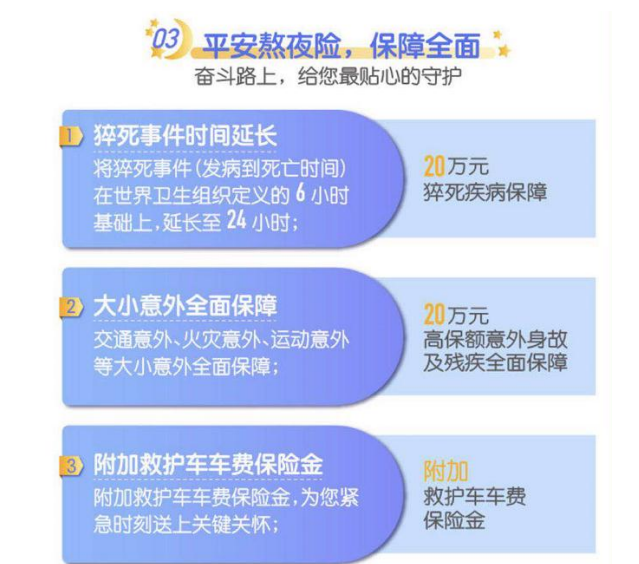 03 平安熬夜险，保障全面
奋斗路上，给您最贴心的守护
1 猝死事件时间延长
将猝死事件(发病到死亡时间)
在世界卫生组织定义的 6 小时
基础上,延长至 24 小时;
20万元
猝死疾病保障
2 大小意外全面保障
交通意外、火灾意外、运动意外
等大小意外全面保障;
20万元
高保额意外身故
及残疾全面保障
3 附加救护车车费保险金
附加救护车车费保险金,为您紧
急时刻送上关键关怀;
附加
救护车车费
保险金